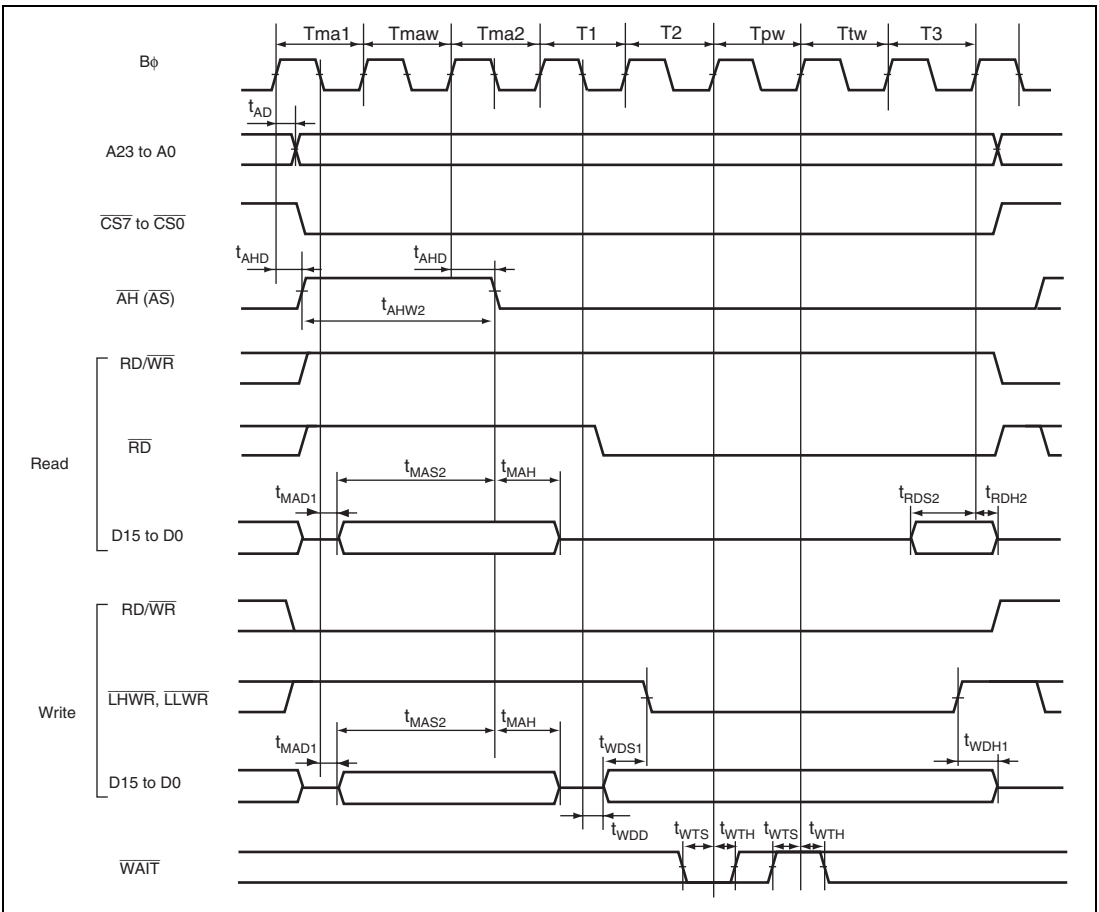 Tma1 Tmaw Tma2 T1 T2 Tpw Ttw T3
Bφ
tAD
A23 to A0
CS7 to CS0
tAHD tAHD
AH (AS)
tAHW2
RD/WR
RD
Read
tMAS2 tMAH
tMAD1 tRDS2 tRDH2
D15 to D0
RD/WR
LHWR, LLWR
Write
tMAS2 tMAH
tMAD1 tWDS1 tWDH1
D15 to D0
tWDD tWTS tWTH tWTS tWTH
WAIT